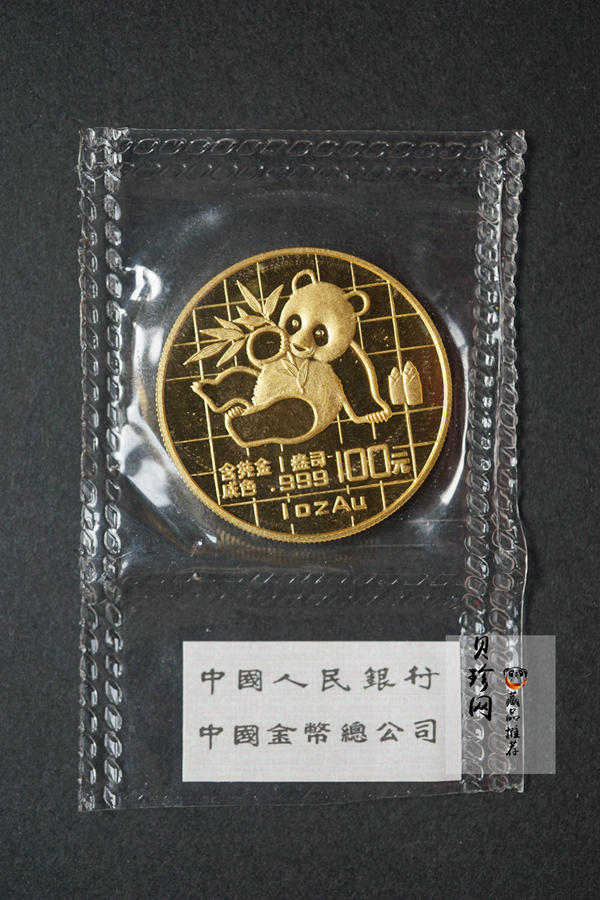 含纯金1盎司
成色.999
100元
1ozAu
中國人民銀行
中國金幣總公司
贝珍网
藏品推荐